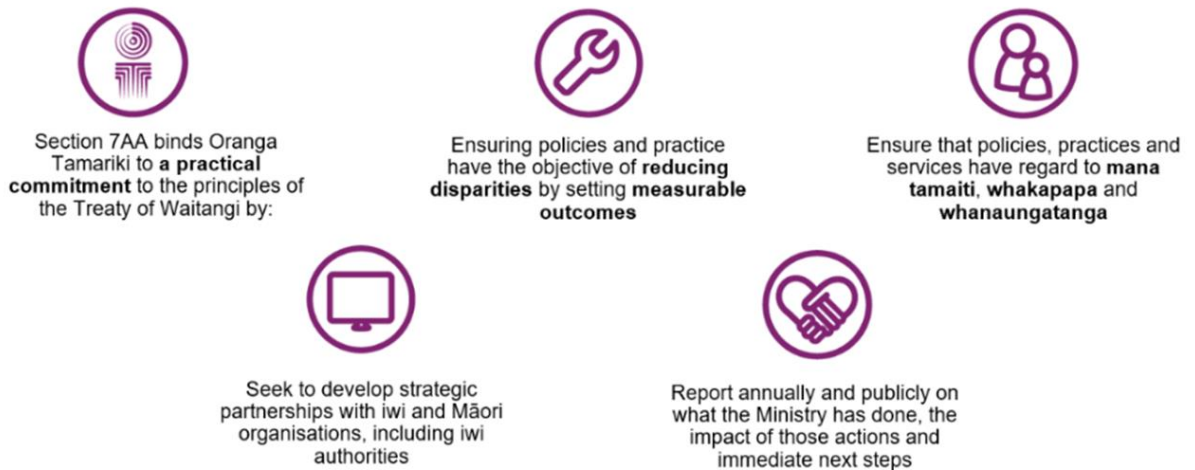 Section 7AA binds Oranga
Tamariki to a practical
commitment to the principles of
the Treaty of Waitangi by:
Ensuring policies and practice
have the objective of reducing
disparities by setting measurable
outcomes
Ensure that policies, practices and
services have regard to mana
tamaiti, whakapapa and
whanaungatanga
Seek to develop strategic
partnerships with iwi and Māori
organisations, including iwi
authorities
Report annually and publicly on
what the Ministry has done, the
impact of those actions and
immediate next steps